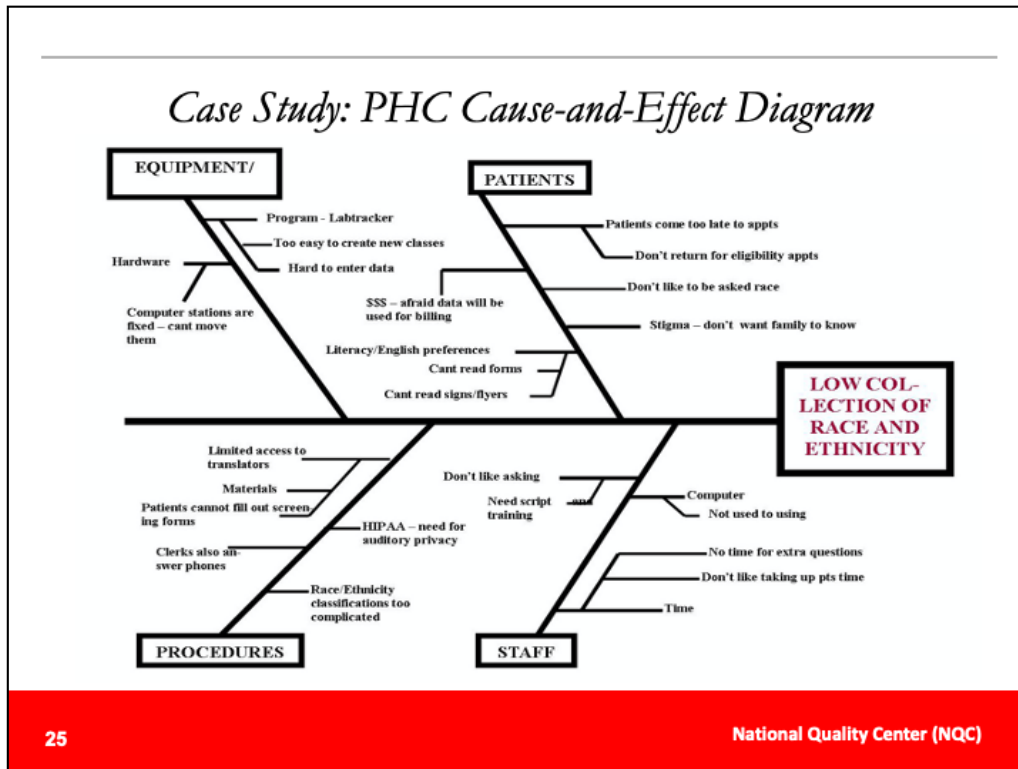 Case Study: PHC Cause-and-Effect Diagram
EQUIPMENT/
Program - Labtracker
Too easy to create new classes
Hard to enter data
Hardware
Computer stations are
fixed – cant move
them
PATIENTS
Patients come too late to appts
Don't return for eligibility appts
$$$ – afraid data will be
used for billing
Don't like to be asked race
Stigma – don't want family to know
Literacy/English preferences
Cant read forms
Cant read signs/flyers
LOW COL-
LECTION OF
RACE AND
ETHNICITY
Limited access to
translators
Materials
Patients cannot fill out screen-
ing forms
HIPAA – need for
auditory privacy
Clerks also an-
swer phones
Race/Ethnicity
classifications too
complicated
PROCEDURES
Don't like asking
Need script and
training
Computer
Not used to using
No time for extra questions
Don't like taking up pts time
Time
STAFF
25
National Quality Center (NQC)